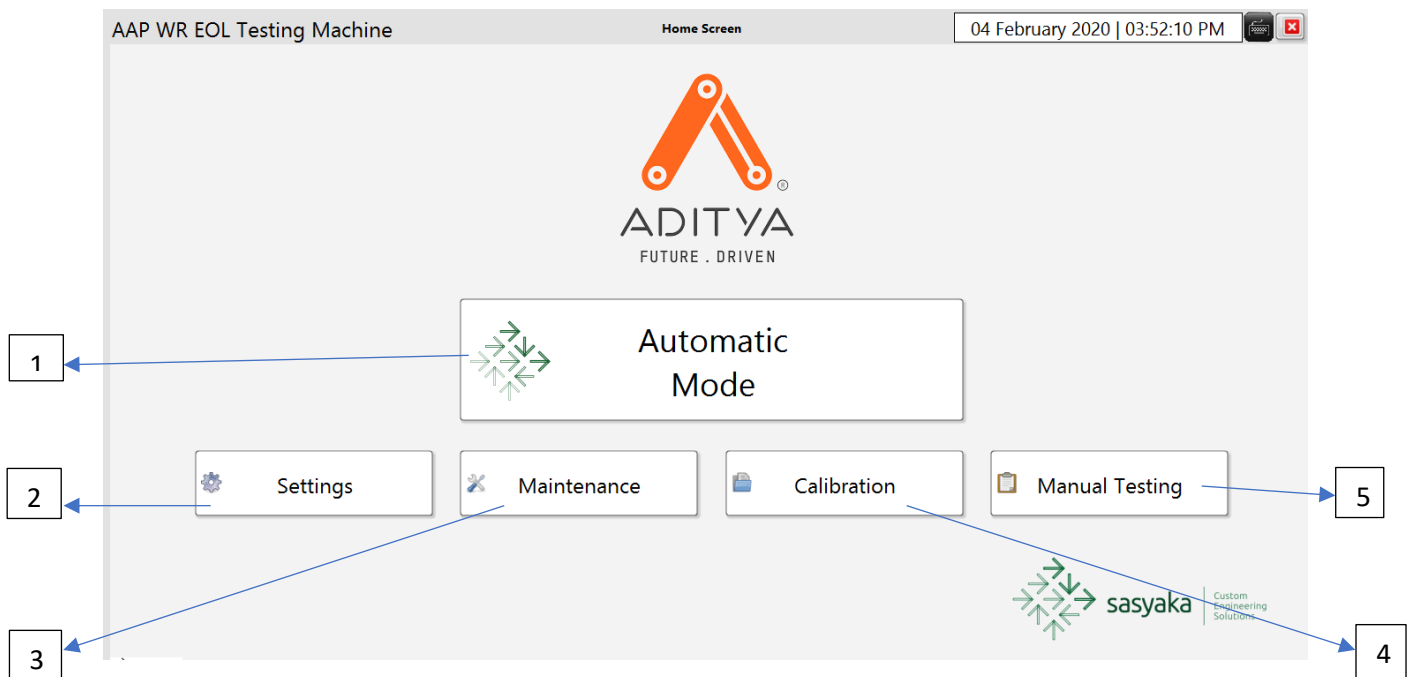 AAP WR EOL Testing Machine
Home Screen
04 February 2020 | 03:52:10 PM
®
ADITYA
FUTURE . DRIVEN
1
Automatic
Mode
2
Settings
Maintenance
Calibration
Manual Testing
5
sasyaka
Custom
Engineering
Solutions
3
4